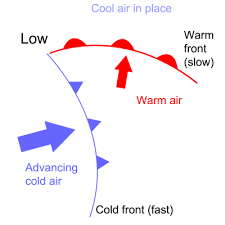 Cool air in place
Low
Warm
front
(slow)
Warm air
Advancing
cold air
Cold front (fast)